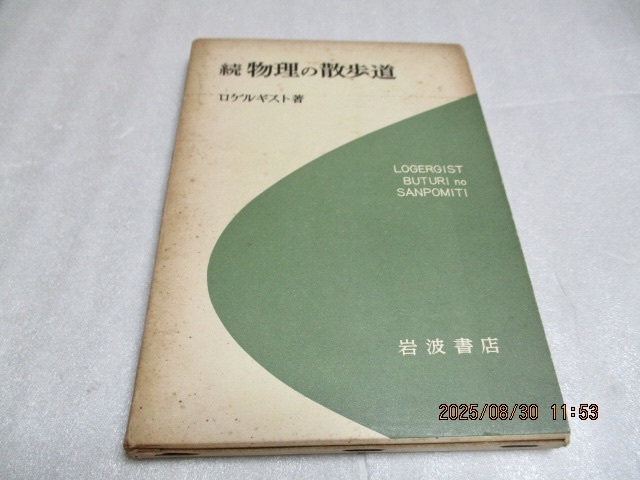 続 物理の散歩道
ロゲルギスト著
LOGERGIST
BUTURI no
SANPOMITI
岩波書店
2025/08/30 11:53